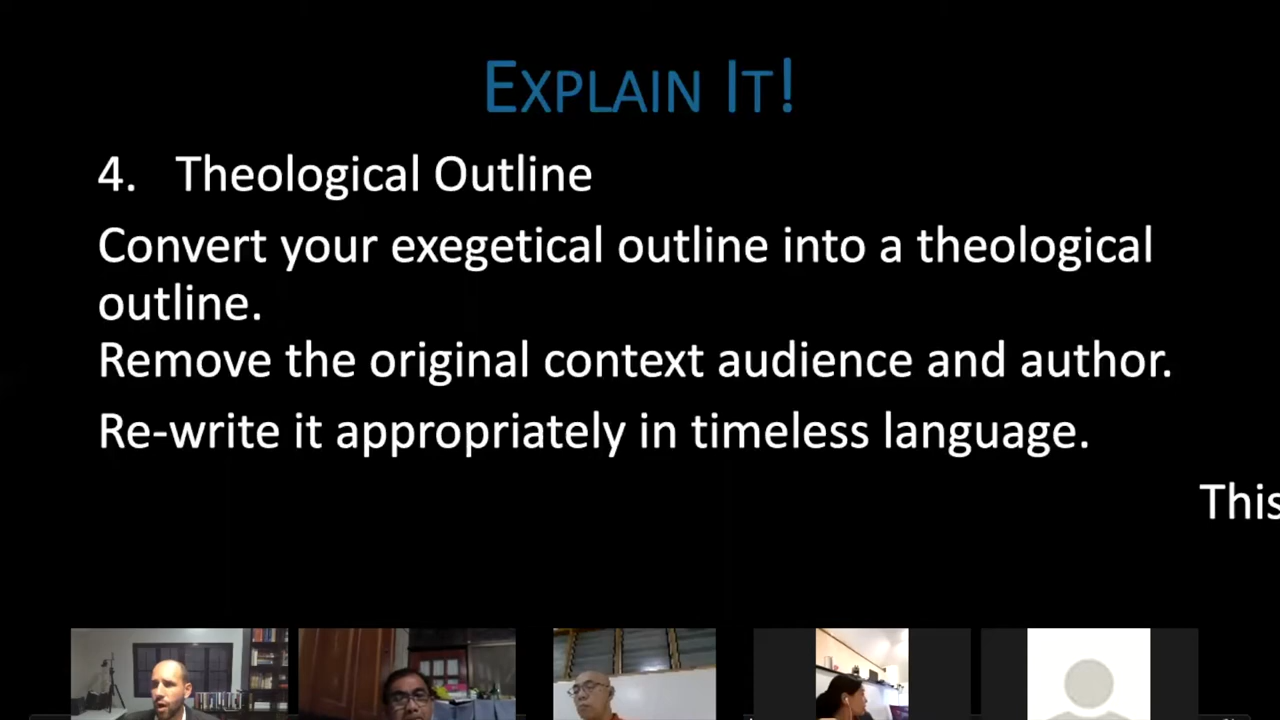 EXPLAIN IT!
4. Theological Outline
Convert your exegetical outline into a theological
outline.
Remove the original context audience and author.
Re-write it appropriately in timeless language.
This